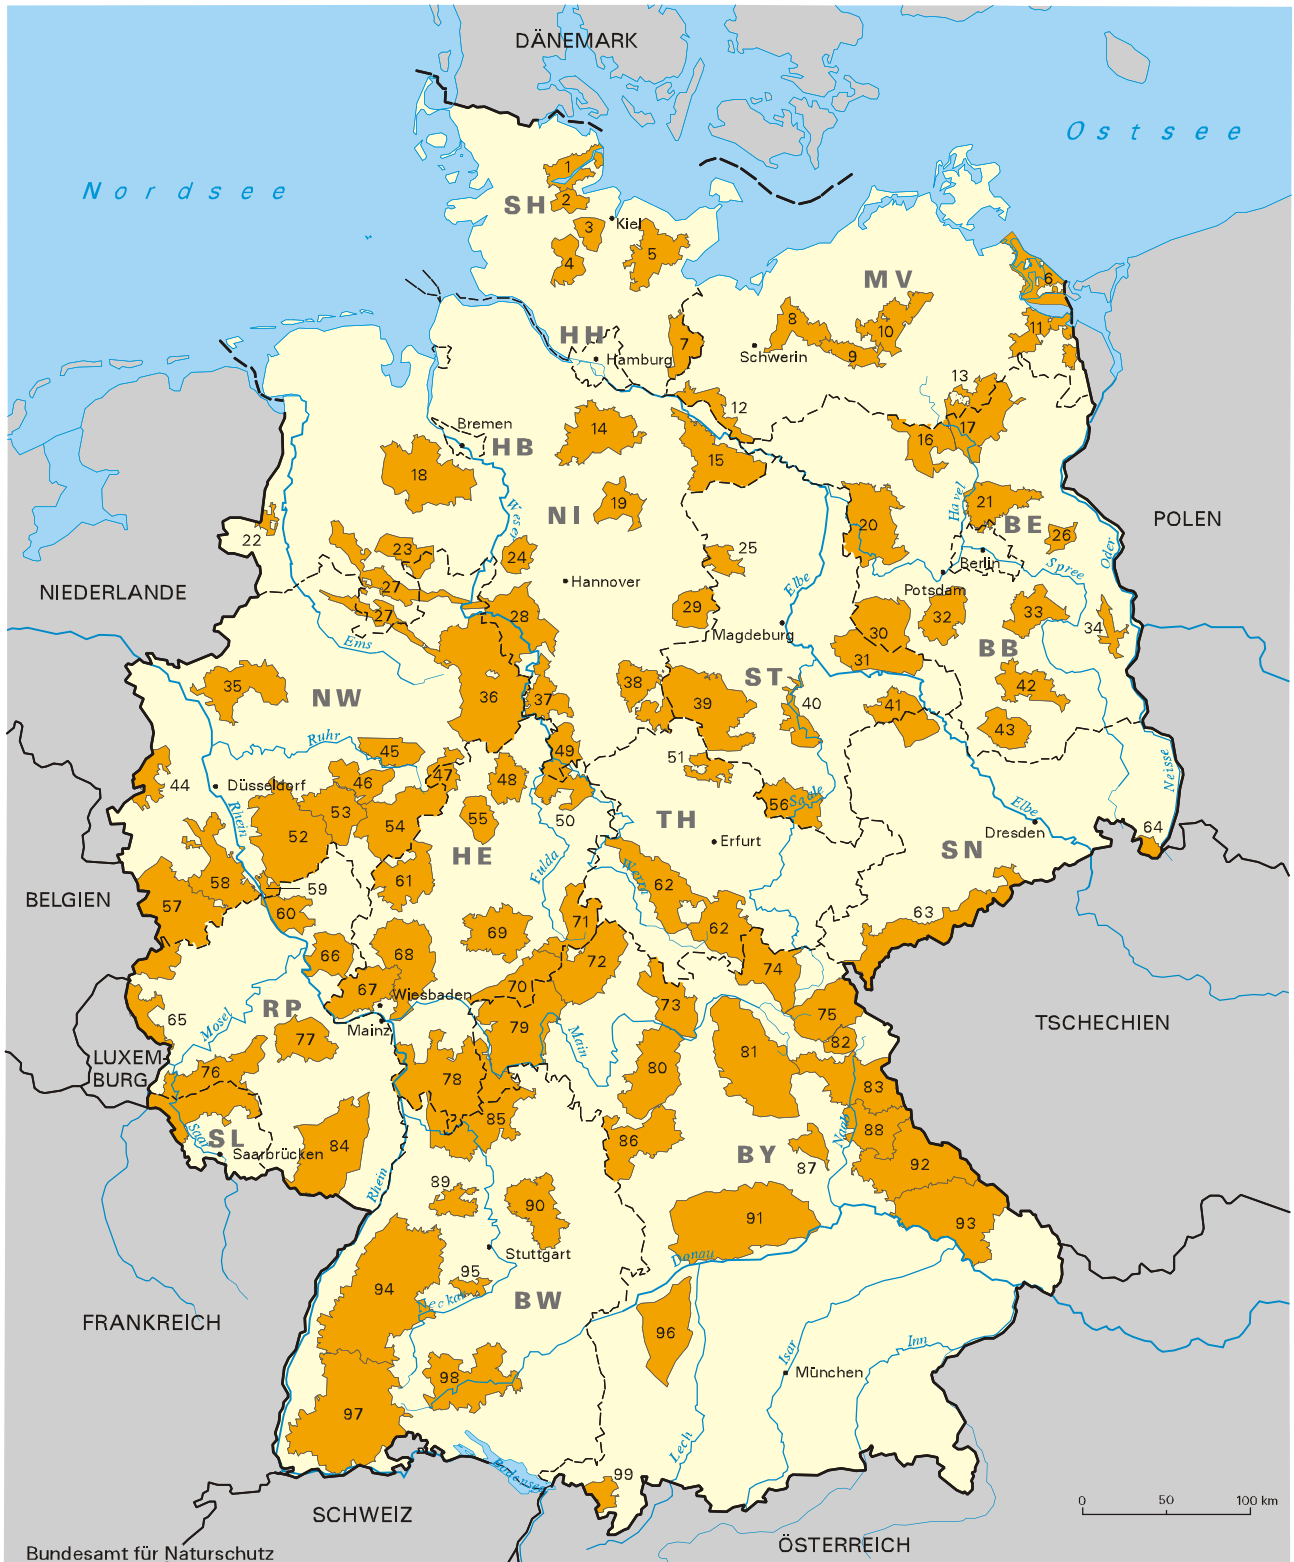 DÄNEMARK
Ostsee
Nordsee
1
SH
2
3
Kiel
4
5
MV
6
8
10
11
HH
7
Hamburg
Schwerin
9
13
12
14
Bremen
HB
16
17
15
18
19
NI
Weser
Havel
21
BE
20
26
POLEN
22
23
24
25
Berlin
Oder
Spree
Hannover
Elbe
NIEDERLANDE
27
Potsdam
27
28
29
Magdeburg
30
32
33
34
Ems
BB
31
35
NW
36
37
38
39
ST
40
41
42
43
Ruhr
45
49
51
44
Düsseldorf
46
47
48
Neisse
Rhein
52
53
54
55
50
56
Saale
Elbe
TH
Erfurt
Dresden
64
HE
SN
Fulda
Werra
58
59
61
62
BELGIEN
57
60
71
63
66
68
69
62
72
74
67
70
Wiesbaden
73
65
Mosel
RP
Mainz
79
Main
75
TSCHECHIEN
77
81
82
LUXEM-
BURG
76
78
80
83
Saar
SL
Saarbrücken
84
85
86
BY
87
Naab
88
92
Rhein
89
90
91
93
Stuttgart
Donau
94
95
Neckar
BW
FRANKREICH
96
Isar
Inn
München
98
97
Lech
Bodensee
99
0 50 100 km
SCHWEIZ
ÖSTERREICH
Bundesamt für Naturschutz